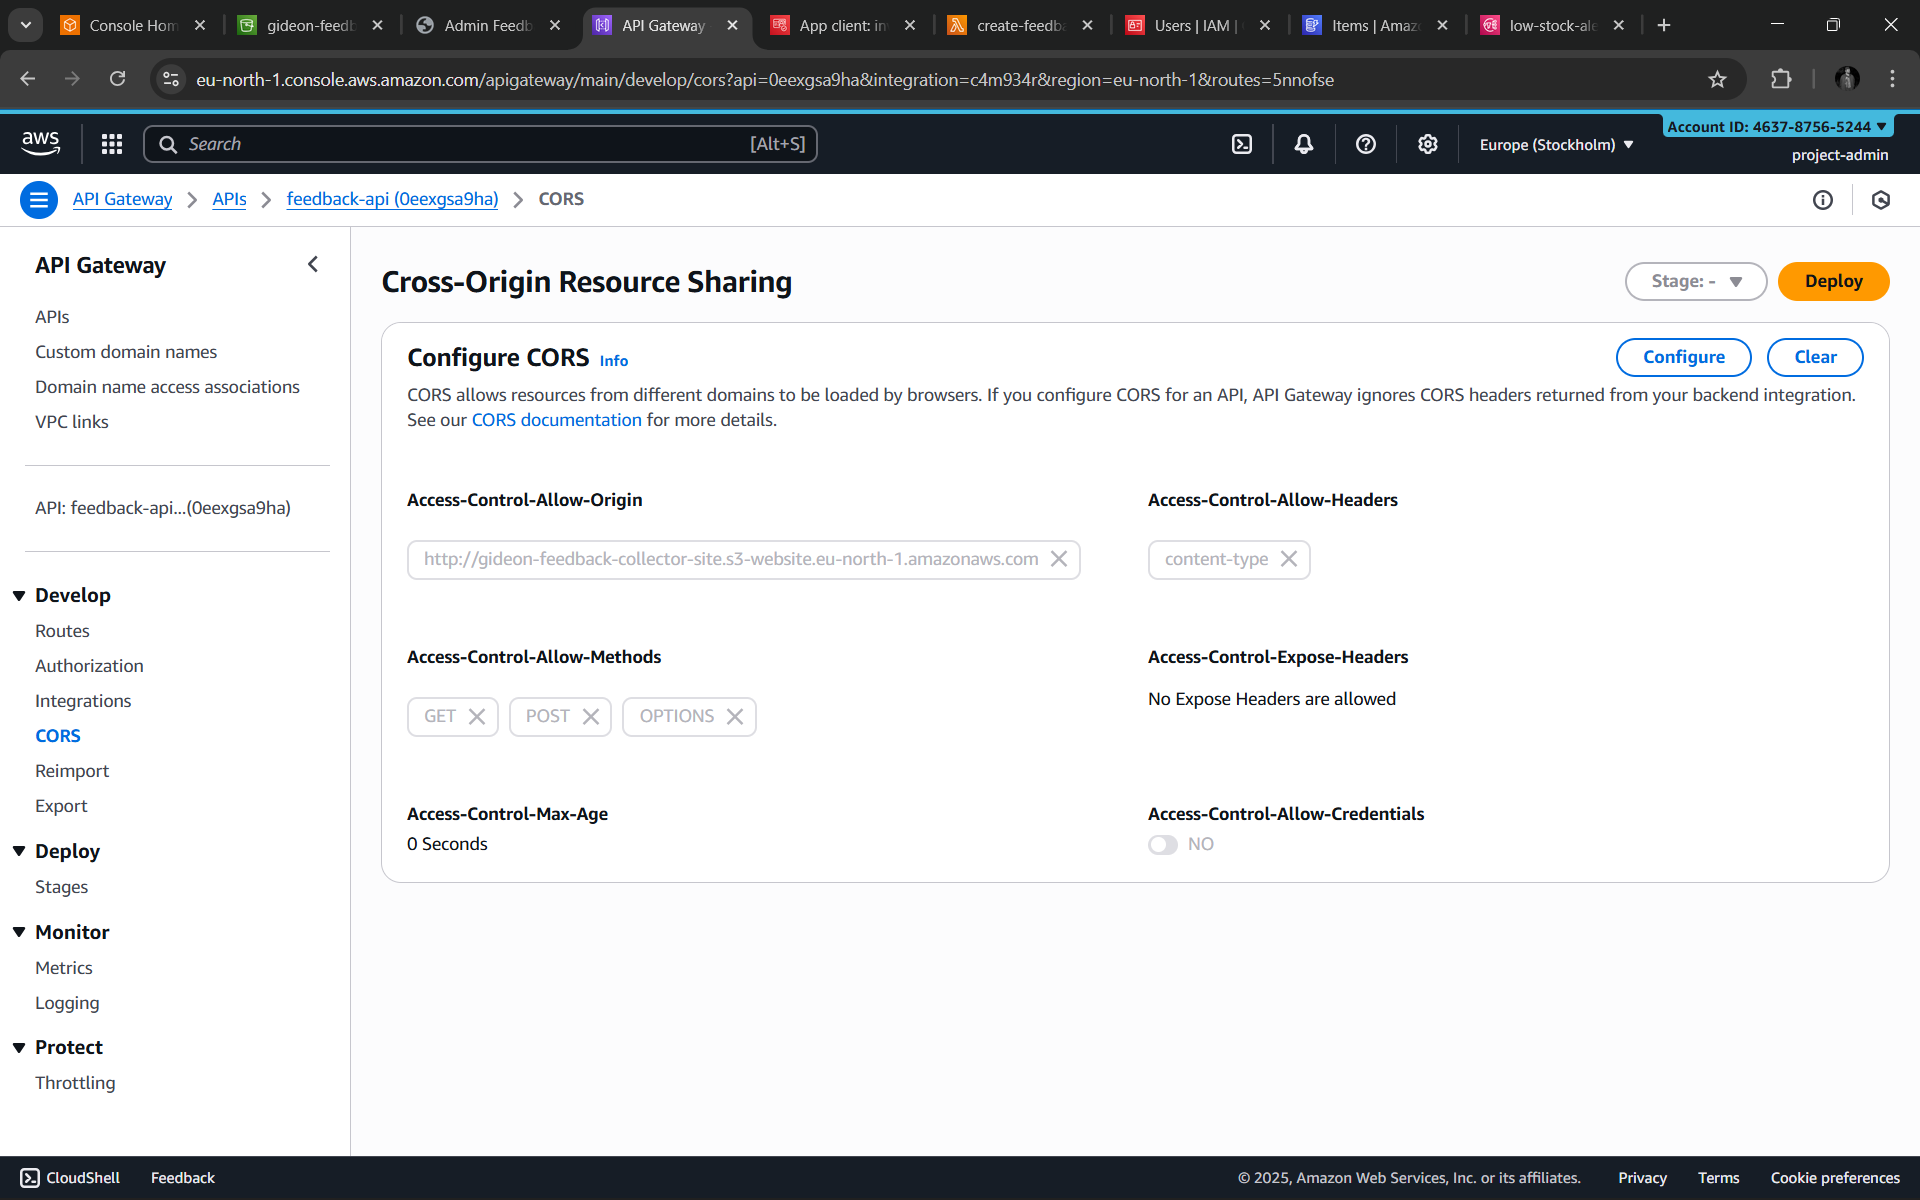 Console Hom
gideon-feedb
Admin Feedb
API Gateway
App client: in
create-feedba
Users | IAM |
Items | Amaz
low-stock-ale
eu-north-1.console.aws.amazon.com/apigateway/main/develop/cors?api=0eexgsa9ha&integration=c4m934r&region=eu-north-1&routes=5nnofse
aws
Search
[Alt+S]
Europe (Stockholm)
Account ID: 4637-8756-5244
project-admin
API Gateway
APIs
feedback-api (0eexgsa9ha)
CORS
API Gateway
APIs
Custom domain names
Domain name access associations
VPC links
API: feedback-api...(0eexgsa9ha)
Develop
Routes
Authorization
Integrations
CORS
Reimport
Export
Deploy
Stages
Monitor
Metrics
Logging
Protect
Throttling
Cross-Origin Resource Sharing
Stage: -
Deploy
Configure CORS Info
Configure
Clear
CORS allows resources from different domains to be loaded by browsers. If you configure CORS for an API, API Gateway ignores CORS headers returned from your backend integration.
See our CORS documentation for more details.
Access-Control-Allow-Origin
http://gideon-feedback-collector-site.s3-website.eu-north-1.amazonaws.com
Access-Control-Allow-Headers
content-type
Access-Control-Allow-Methods
GET
POST
OPTIONS
Access-Control-Expose-Headers
No Expose Headers are allowed
Access-Control-Max-Age
0 Seconds
Access-Control-Allow-Credentials
NO
CloudShell
Feedback
© 2025, Amazon Web Services, Inc. or its affiliates.
Privacy
Terms
Cookie preferences